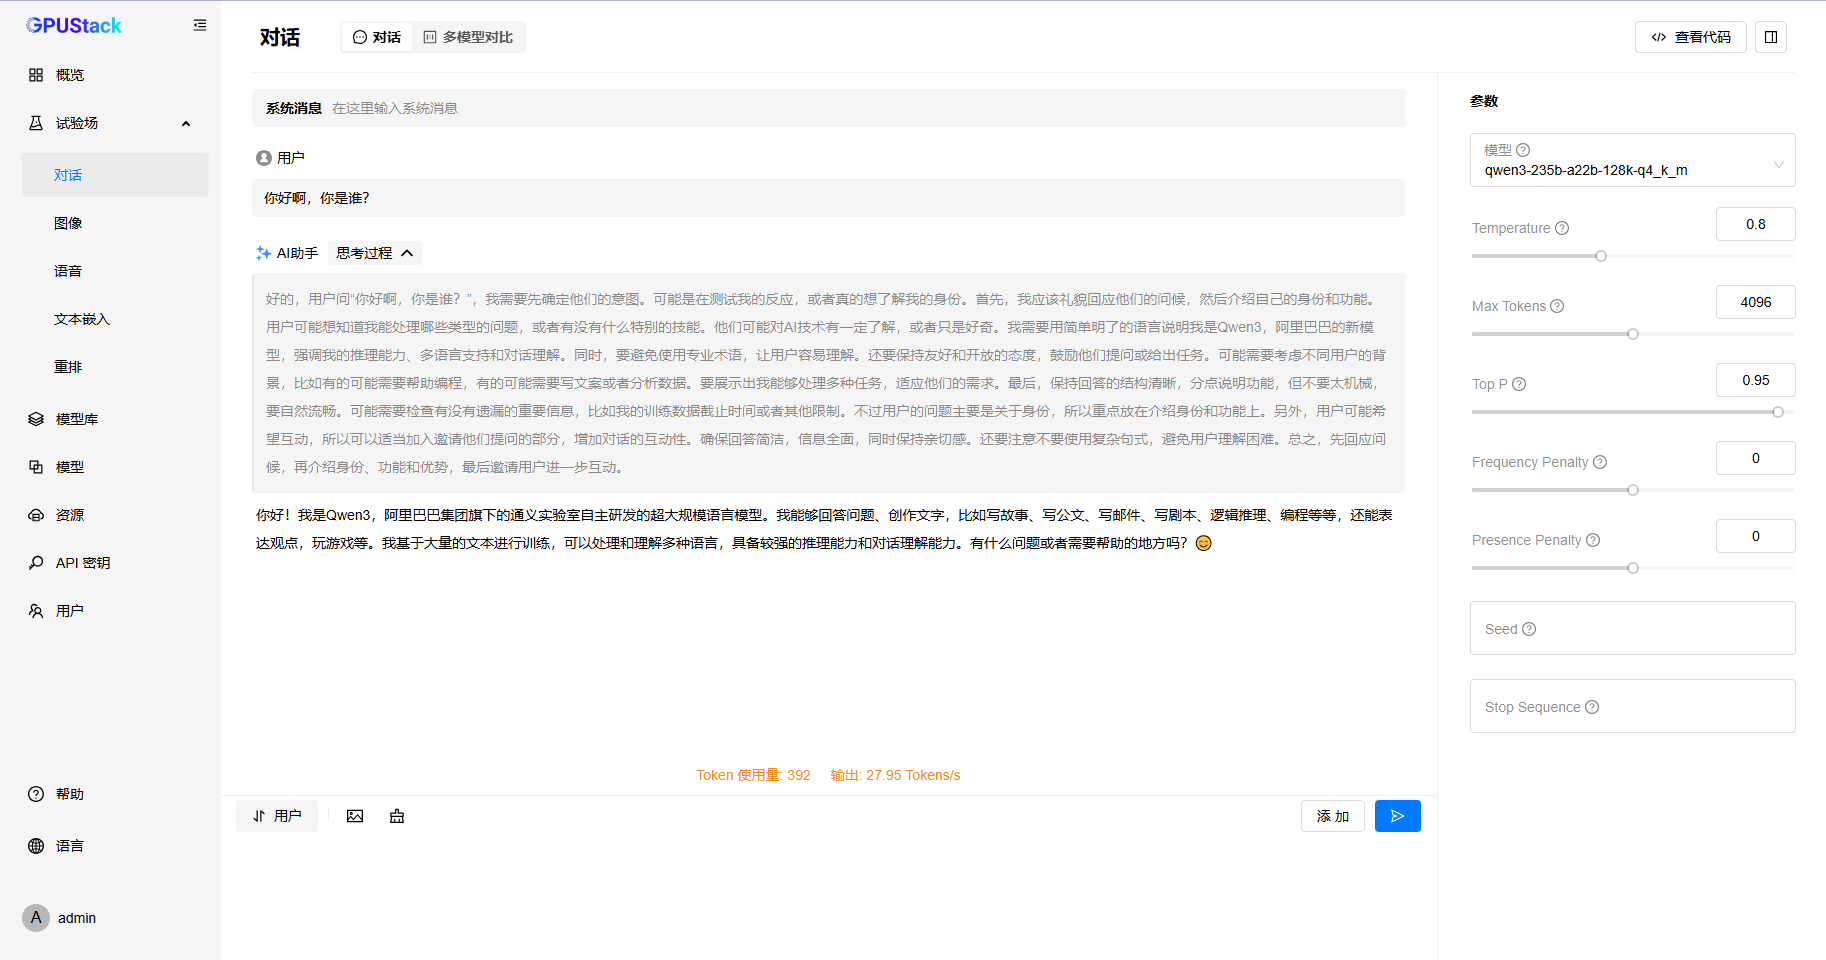 GPUStack
概览
试验场
对话
图像
语音
文本嵌入
重排
模型库
模型
资源
API 密钥
用户
帮助
语言
A admin
对话 对话 多模型对比
查看代码
系统消息 在这里输入系统消息
用户
你好啊，你是谁？
AI助手 思考过程
好的，用户问“你好啊，你是谁？”，我需要先确定他们的意图。可能是在测试我的反应，或者真的想了解我的身份。首先，我应该礼貌回应他们的问候，然后介绍自己的身份和功能。
用户可能想知道我能处理哪些类型的问题，或者有没有什么特别的技能。他们可能对AI技术有一定了解，或者只是好奇。我需要用简单明了的语言说明我是Qwen3，阿里巴巴的新模
型，强调我的推理能力、多语言支持和对话理解。同时，要避免使用专业术语，让用户容易理解。还要保持友好和开放的态度，鼓励他们提问或给出任务。可能需要考虑不同用户的背
景，比如有的可能需要帮助编程，有的可能需要写文案或者分析数据。要展示出我能够处理多种任务，适应他们的需求。最后，保持回答的结构清晰，分点说明功能，但不要太机械，
要自然流畅。可能需要检查有没有遗漏的重要信息，比如我的训练数据截止时间或者其他限制。不过用户的问题主要是关于身份，所以重点放在介绍身份和功能上。另外，用户可能希
望互动，所以可以适当加入邀请他们提问的部分，增加对话的互动性。确保回答简洁，信息全面，同时保持亲切感。还要注意不要使用复杂句式，避免用户理解困难。总之，先回应问
候，再介绍身份、功能和优势，最后邀请用户进一步互动。
你好！我是Qwen3，阿里巴巴集团旗下的通义实验室自主研发的超大规模语言模型。我能够回答问题、创作文字，比如写故事、写公文、写邮件、写剧本、逻辑推理、编程等等，还能表
达观点，玩游戏等。我基于大量的文本进行训练，可以处理和理解多种语言，具备较强的推理能力和对话理解能力。有什么问题或者需要帮助的地方吗？😊
Token 使用量: 392 输出: 27.95 Tokens/s
用户
添 加
参数
模型
qwen3-235b-a22b-128k-q4_k_m
Temperature 0.8
Max Tokens 4096
Top P 0.95
Frequency Penalty 0
Presence Penalty 0
Seed
Stop Sequence